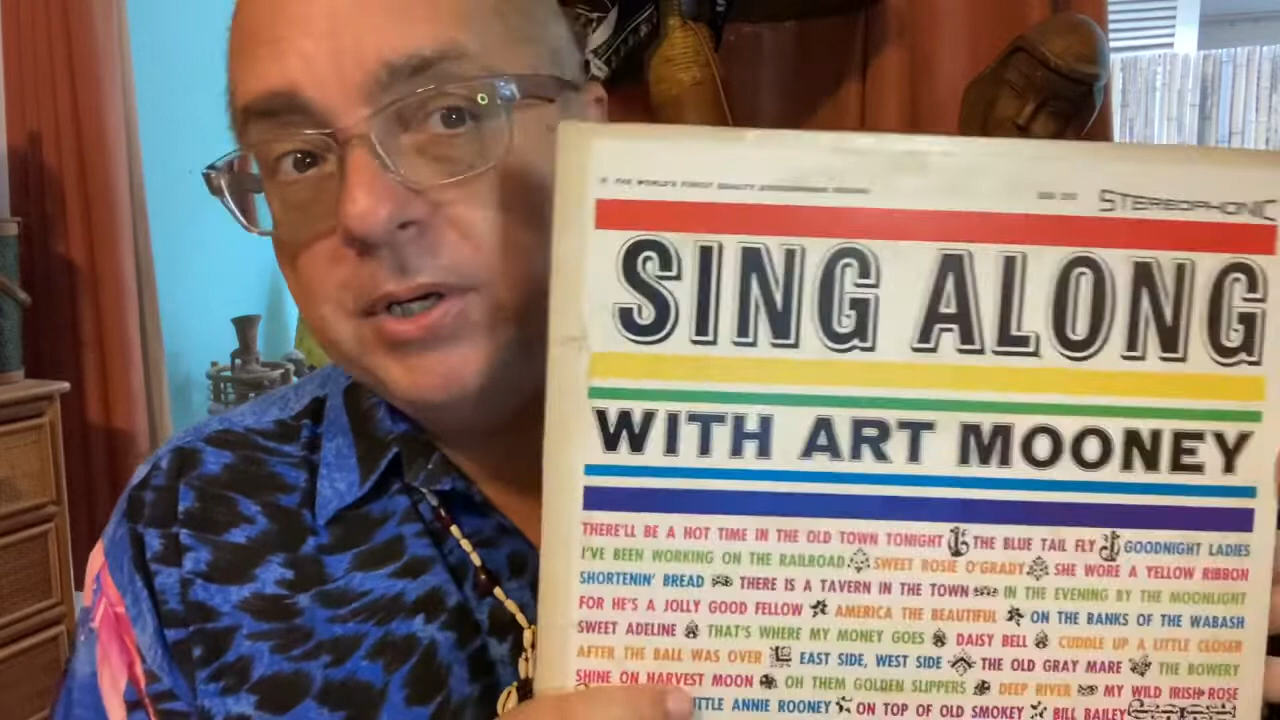 THE WORLD'S FINEST QUALITY
STEREOPHONIC
SING ALONG
WITH ART MOONEY
THERE'LL BE A HOT TIME IN THE OLD TOWN TONIGHT THE BLUE TAIL FLY GOODNIGHT LADIES
I'VE BEEN WORKING ON THE RAILROAD SWEET ROSIE O'GRADY SHE WORE A YELLOW RIBBON
SHORTENIN' BREAD THERE IS A TAVERN IN THE TOWN IN THE EVENING BY THE MOONLIGHT
FOR HE'S A JOLLY GOOD FELLOW AMERICA THE BEAUTIFUL ON THE BANKS OF THE WABASH
SWEET ADELINE THAT'S WHERE MY MONEY GOES DAISY BELL CUDDLE UP A LITTLE CLOSER
AFTER THE BALL WAS OVER EAST SIDE, WEST SIDE THE OLD GRAY MARE THE BOWERY
SHINE ON HARVEST MOON OH THEM GOLDEN SLIPPERS DEEP RIVER MY WILD IRISH ROSE
ITTLE ANNIE ROONEY ON TOP OF OLD SMOKEY BILL BAILEY